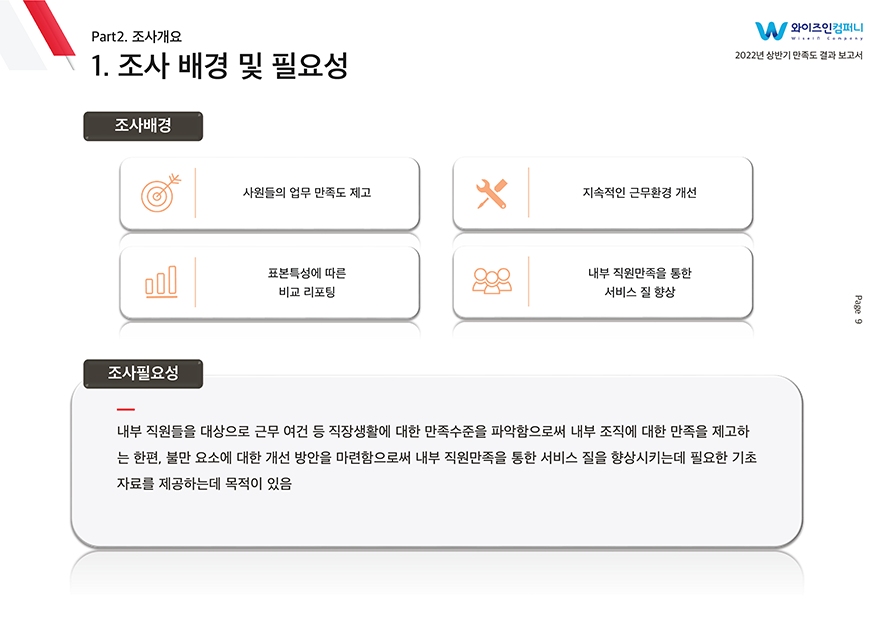 Part2. 조사개요
1. 조사 배경 및 필요성
와이즈인컴퍼니
WiseIn Company
2022년 상반기 만족도 결과 보고서
조사배경
사원들의 업무 만족도 제고
지속적인 근무환경 개선
표본특성에 따른
비교 리포팅
내부 직원만족을 통한
서비스 질 향상
Page 9
조사필요성
내부 직원들을 대상으로 근무 여건 등 직장생활에 대한 만족수준을 파악함으로써 내부 조직에 대한 만족을 제고하
는 한편, 불만 요소에 대한 개선 방안을 마련함으로써 내부 직원만족을 통한 서비스 질을 향상시키는데 필요한 기초
자료를 제공하는데 목적이 있음